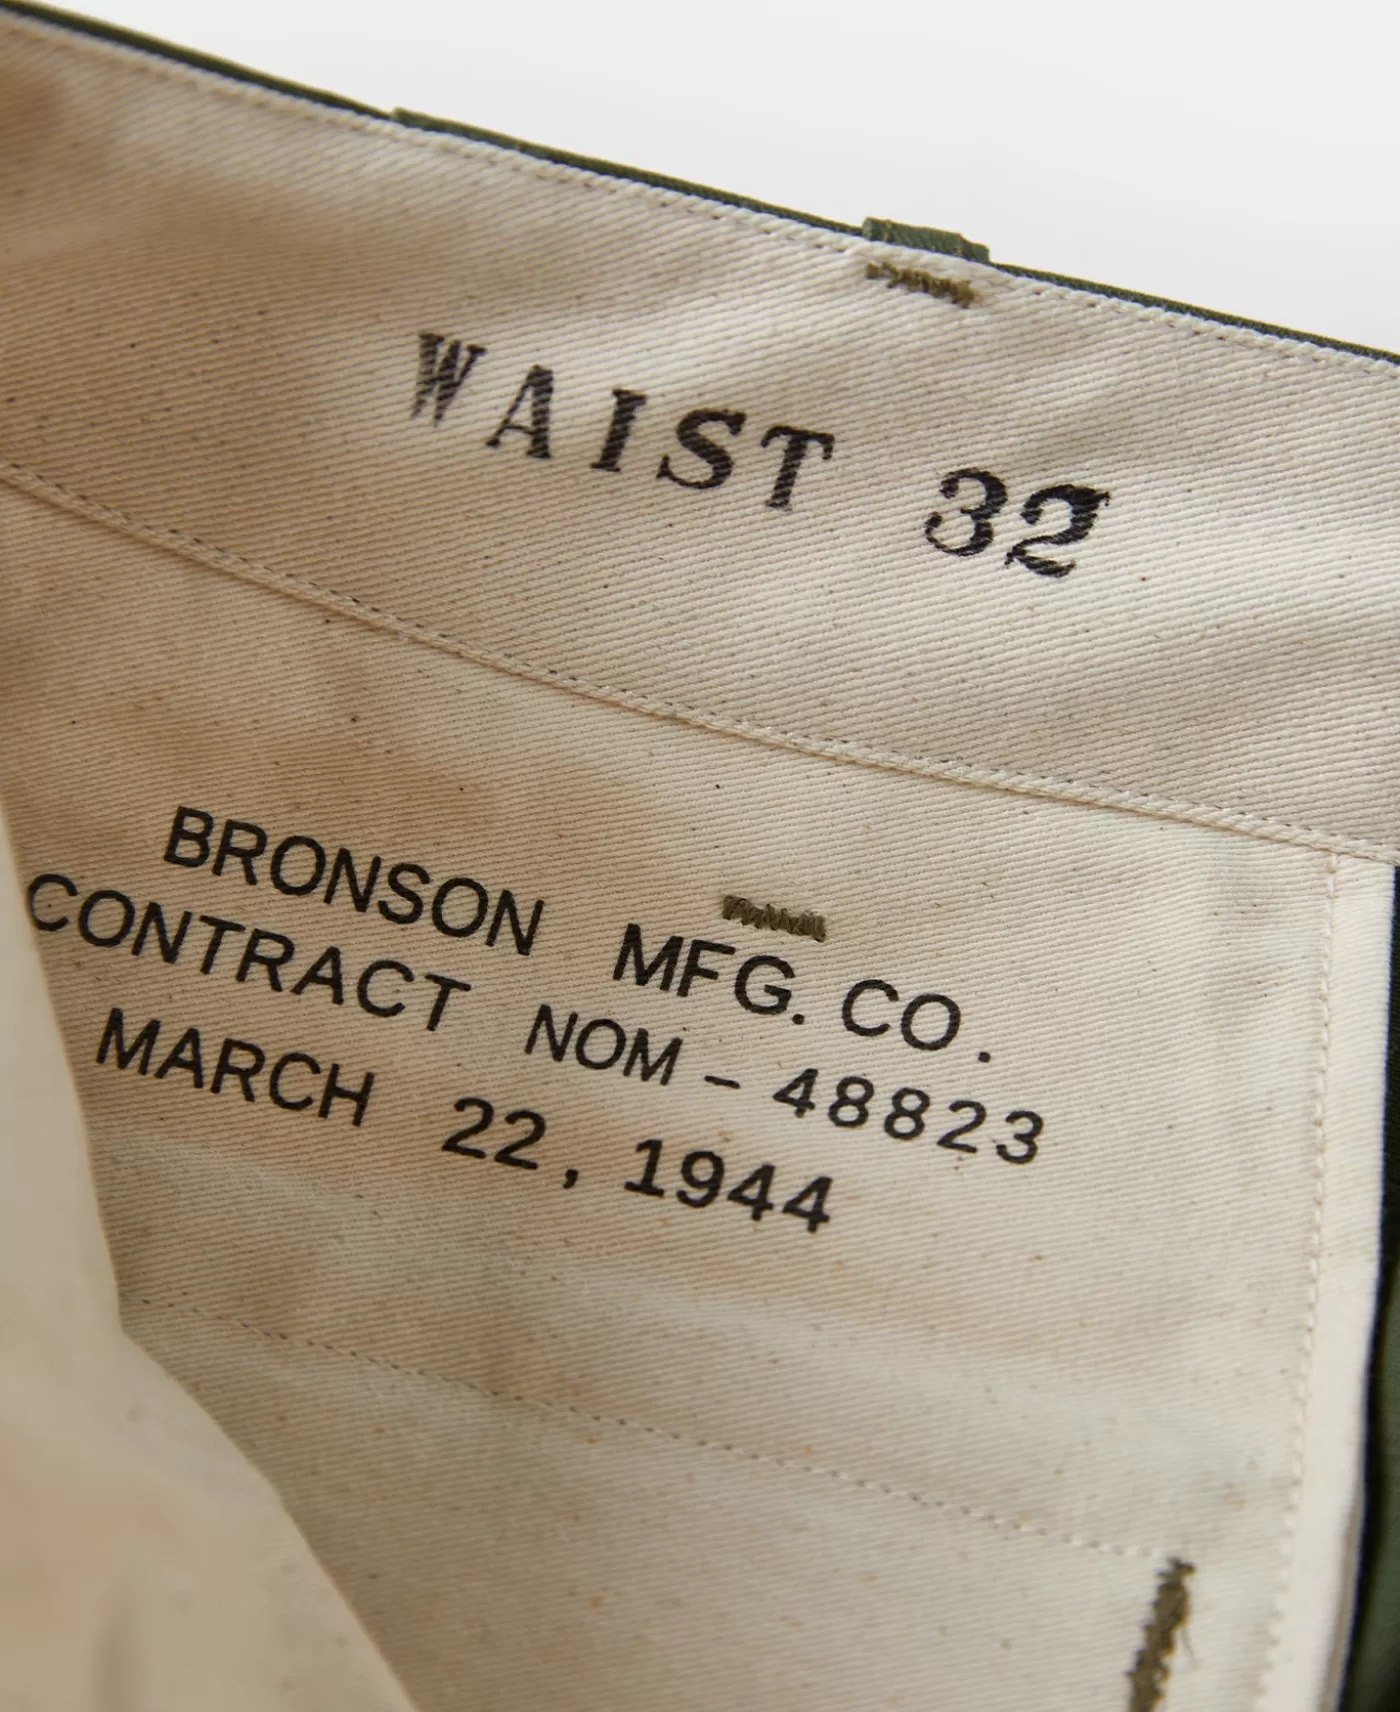 WAIST 32
BRONSON MFG. CO.
CONTRACT NOM - 48823
MARCH 22, 1944